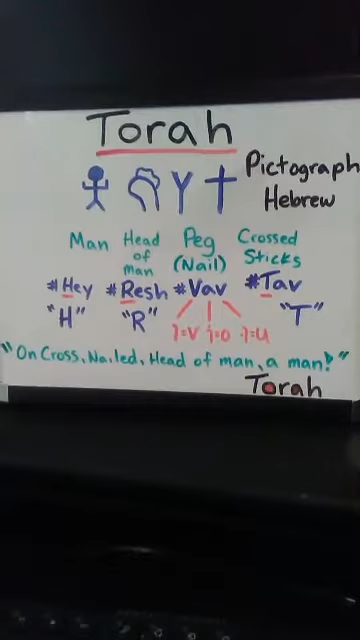 Torah
Pictograph
Hebrew
Man Head of man Peg (Nail) Crossed Sticks
#Hey #Resh #Vav #Tav
"H" "R" "T"
ו=v וֹ=o וּ=u
"On Cross, Nailed, Head of man, a man!"
Torah